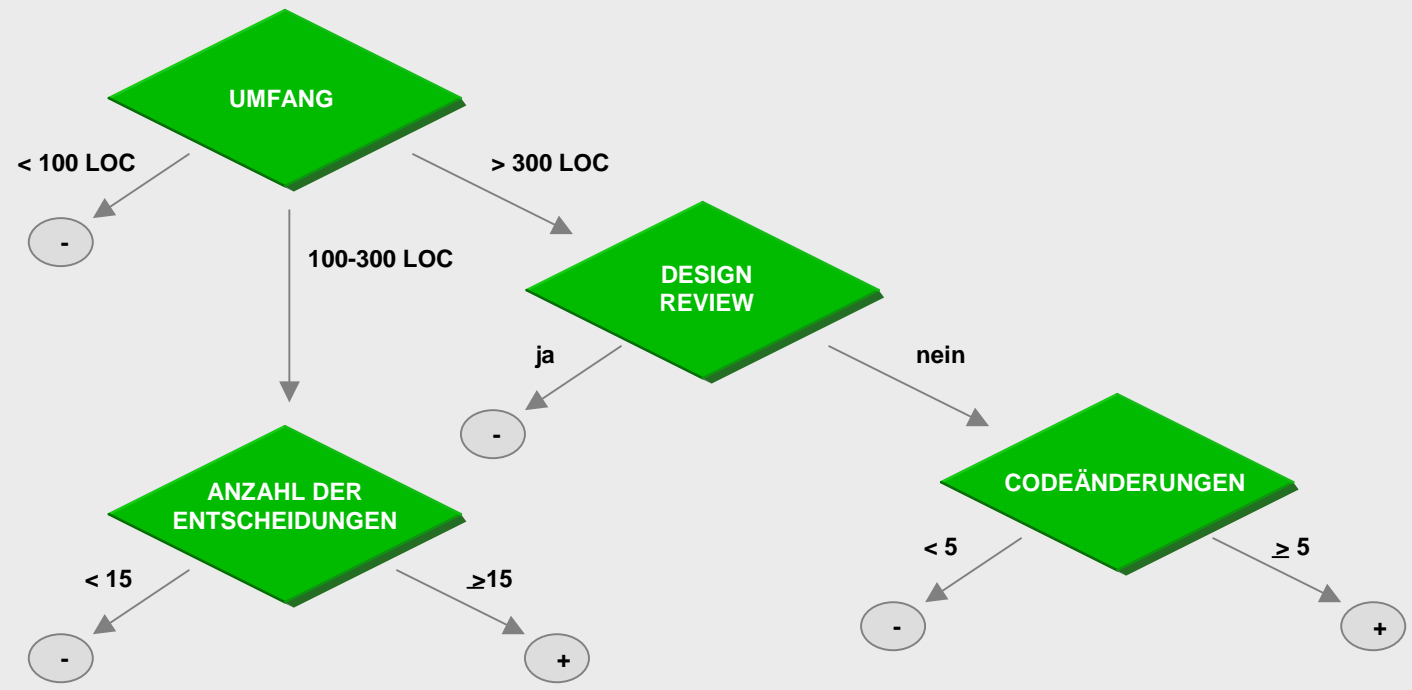 UMFANG
< 100 LOC
> 300 LOC
-
100-300 LOC
DESIGN
REVIEW
ja
nein
-
ANZAHL DER
ENTSCHEIDUNGEN
CODEÄNDERUNGEN
< 5
≥ 5
< 15
≥15
-
+
-
+